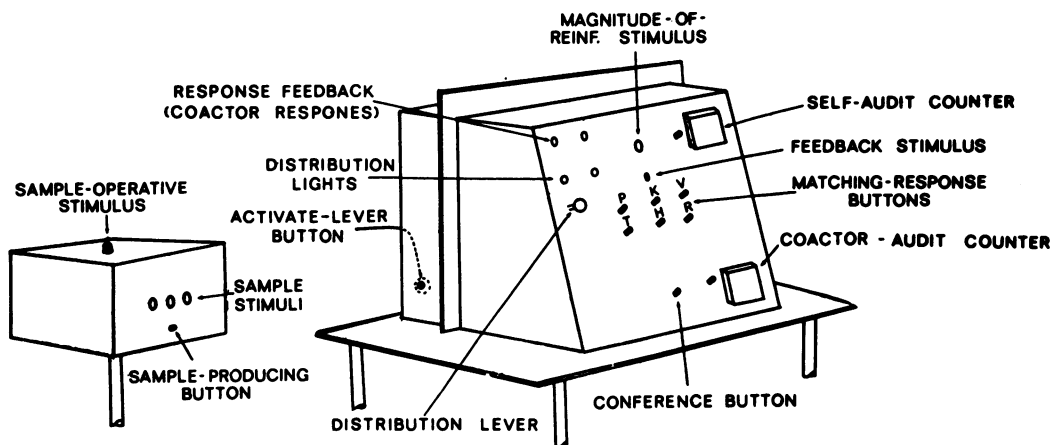 MAGNITUDE-OF-
REINF. STIMULUS
RESPONSE FEEDBACK
(COACTOR RESPONES)
SELF-AUDIT COUNTER
FEEDBACK STIMULUS
DISTRIBUTION
LIGHTS
MATCHING-RESPONSE
BUTTONS
SAMPLE-OPERATIVE
STIMULUS
ACTIVATE-LEVER
BUTTON
P K V
T H R
COACTOR - AUDIT COUNTER
SAMPLE
STIMULI
SAMPLE-PRODUCING
BUTTON
DISTRIBUTION LEVER
CONFERENCE BUTTON